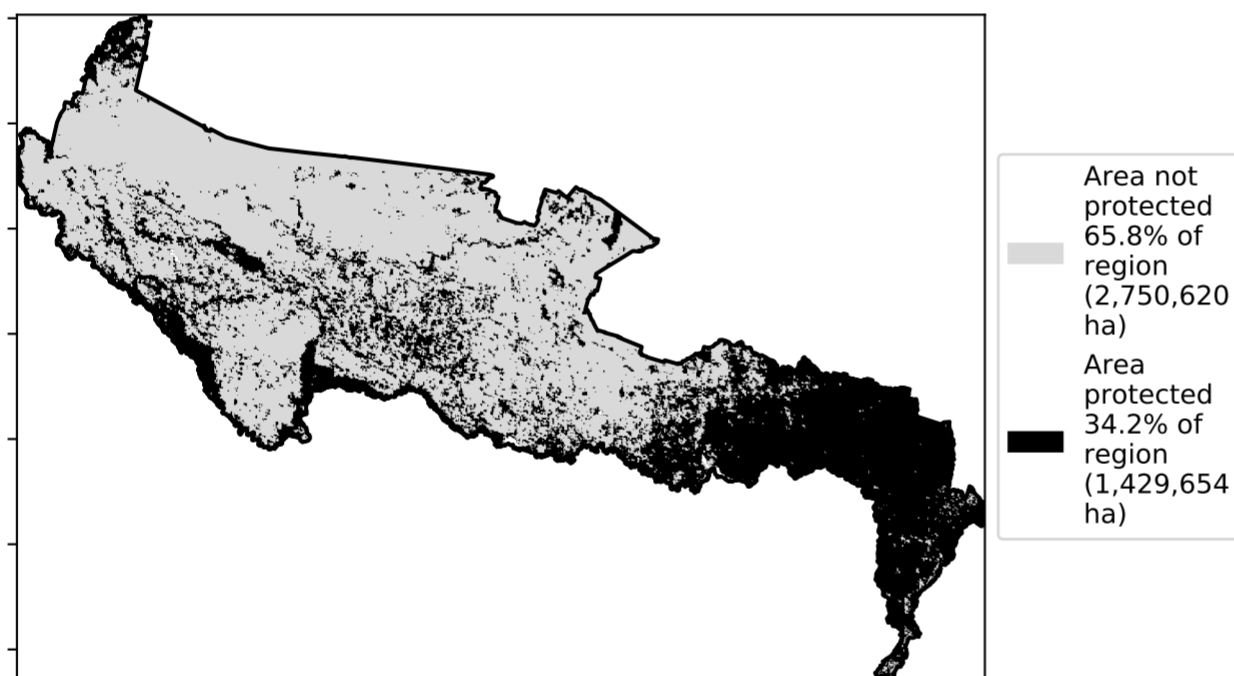 Area not
protected
65.8% of
region
(2,750,620
ha)
Area
protected
34.2% of
region
(1,429,654
ha)